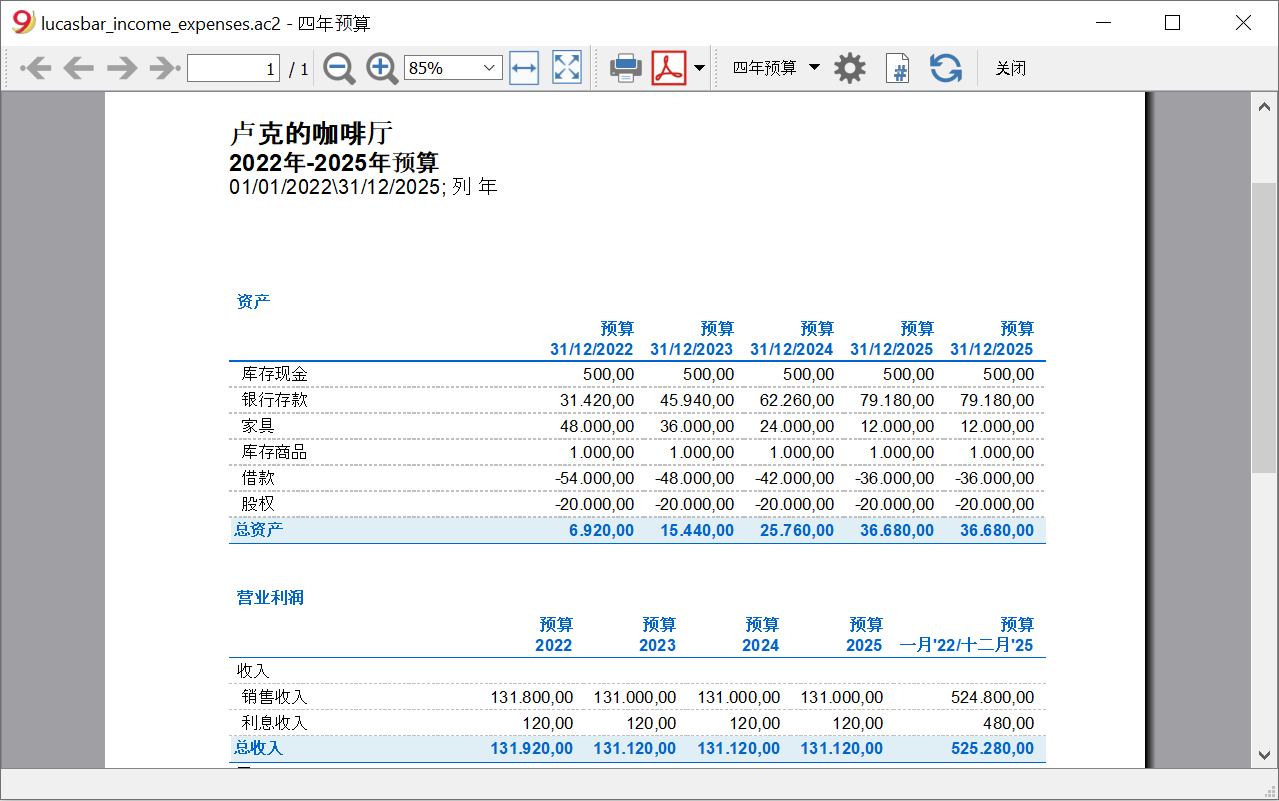 lucasbar_income_expenses.ac2 - 四年预算
1 / 1 85% 四年预算 关闭
卢克的咖啡厅
2022年-2025年预算
01/01/2022\31/12/2025; 列 年
资产
预算 预算 预算 预算 预算
31/12/2022 31/12/2023 31/12/2024 31/12/2025 31/12/2025
库存现金 500,00 500,00 500,00 500,00 500,00
银行存款 31.420,00 45.940,00 62.260,00 79.180,00 79.180,00
家具 48.000,00 36.000,00 24.000,00 12.000,00 12.000,00
库存商品 1.000,00 1.000,00 1.000,00 1.000,00 1.000,00
借款 -54.000,00 -48.000,00 -42.000,00 -36.000,00 -36.000,00
股权 -20.000,00 -20.000,00 -20.000,00 -20.000,00 -20.000,00
总资产 6.920,00 15.440,00 25.760,00 36.680,00 36.680,00
营业利润
预算 预算 预算 预算 预算
2022 2023 2024 2025 一月'22/十二月'25
收入
销售收入 131.800,00 131.000,00 131.000,00 131.000,00 524.800,00
利息收入 120,00 120,00 120,00 120,00 480,00
总收入 131.920,00 131.120,00 131.120,00 131.120,00 525.280,00